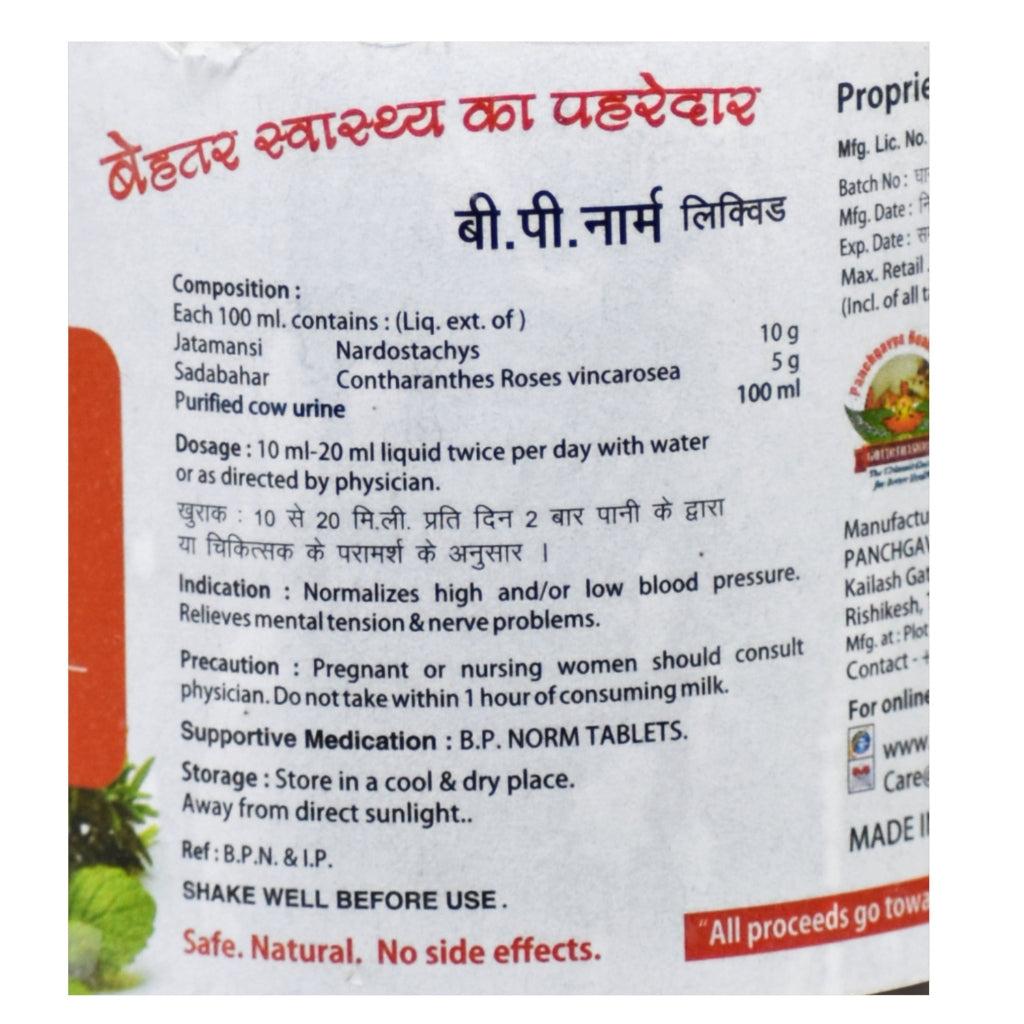 बेहतर स्वास्थ्य का पहरेदार
बी.पी.नार्म लिक्विड
Composition :
Each 100 ml. contains : (Liq. ext. of )
Jatamansi Nardostachys 10 g
Sadabahar Contharanthes Roses vincarosea 5 g
Purified cow urine 100 ml
Dosage : 10 ml-20 ml liquid twice per day with water
or as directed by physician.
खुराक : 10 से 20 मि.ली. प्रति दिन 2 बार पानी के द्वारा
या चिकित्सक के परामर्श के अनुसार ।
Indication : Normalizes high and/or low blood pressure.
Relieves mental tension & nerve problems.
Precaution : Pregnant or nursing women should consult
physician. Do not take within 1 hour of consuming milk.
Supportive Medication : B.P. NORM TABLETS.
Storage : Store in a cool & dry place.
Away from direct sunlight..
Ref : B.P.N. & I.P.
SHAKE WELL BEFORE USE .
Safe. Natural. No side effects.
Proprie
Mfg. Lic. No.
Batch No :
Mfg. Date :
Exp. Date :
Max. Retail
(Incl. of all t
Panchgavya
Manufactu
PANCHGAV
Kailash Gat
Rishikesh,
Mfg. at : Plot
Contact - +
For online
www.
Care@
MADE I
"All proceeds go towa